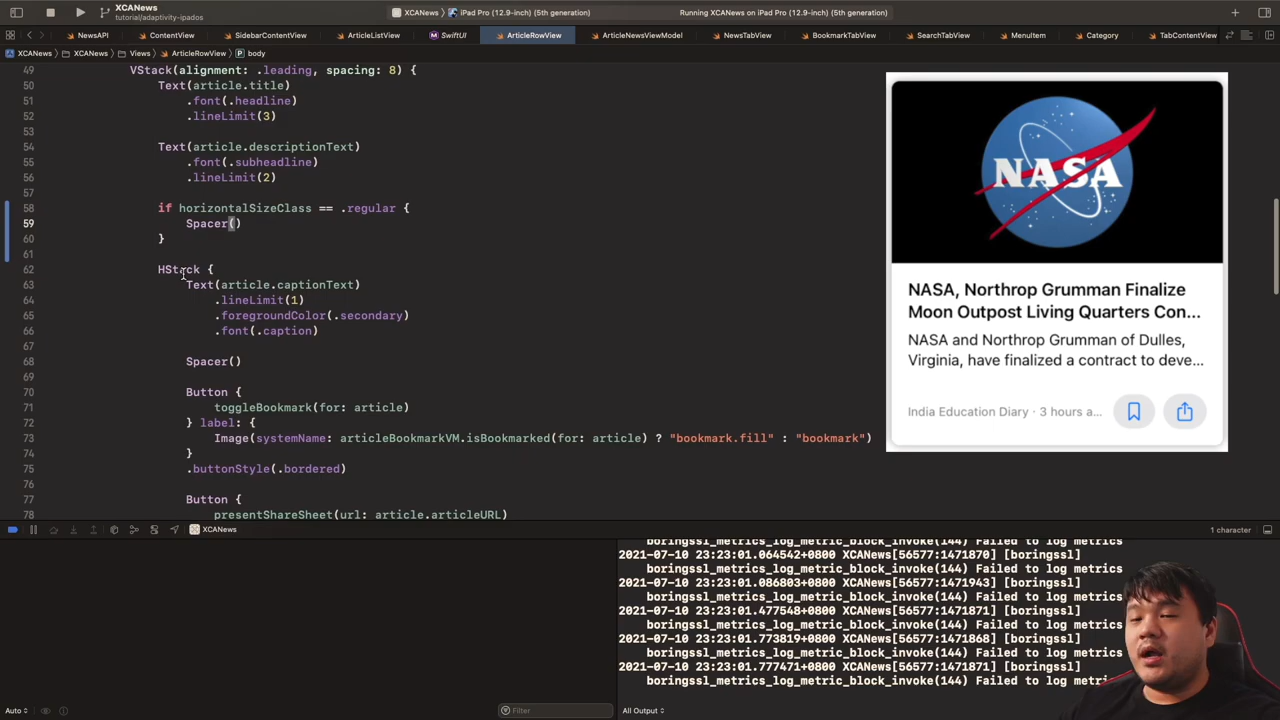 XCANews
tutorial/adaptivity-ipados
XCANews
iPad Pro (12.9-inch) (5th generation)
Running XCANews on iPad Pro (12.9-inch) (5th generation)
NewsAPI
ContentView
SidebarContentView
ArticleListView
SwiftUI
ArticleRowView
ArticleNewsViewModel
NewsTabView
BookmarkTabView
SearchTabView
MenuItem
Category
TabContentView
XCANews
XCANews
Views
ArticleRowView
body
49 VStack(alignment: .leading, spacing: 8) {
50 Text(article.title)
51 .font(.headline)
52 .lineLimit(3)
53
54 Text(article.descriptionText)
55 .font(.subheadline)
56 .lineLimit(2)
57
58 if horizontalSizeClass == .regular {
59 Spacer()
60 }
61
62 HStack {
63 Text(article.captionText)
64 .lineLimit(1)
65 .foregroundColor(.secondary)
66 .font(.caption)
67
68 Spacer()
69
70 Button {
71 toggleBookmark(for: article)
72 } label: {
73 Image(systemName: articleBookmarkVM.isBookmarked(for: article) ? "bookmark.fill" : "bookmark")
74 }
75 .buttonStyle(.bordered)
76
77 Button {
78 presentShareSheet(url: article.articleURL)
NASA
NASA, Northrop Grumman Finalize
Moon Outpost Living Quarters Con...
NASA and Northrop Grumman of Dulles,
Virginia, have finalized a contract to deve...
India Education Diary · 3 hours a...
XCANews
1 character
boringssl_metrics_log_metric_block_invoke(144) Failed to log metrics
2021-07-10 23:23:01.064542+0800 XCANews[56577:1471870] [boringssl]
boringssl_metrics_log_metric_block_invoke(144) Failed to log metrics
2021-07-10 23:23:01.086803+0800 XCANews[56577:1471943] [boringssl]
boringssl_metrics_log_metric_block_invoke(144) Failed to log metrics
2021-07-10 23:23:01.477548+0800 XCANews[56577:1471871] [boringssl]
boringssl_metrics_log_metric_block_invoke(144) Failed to log metrics
2021-07-10 23:23:01.773819+0800 XCANews[56577:1471868] [boringssl]
boringssl_metrics_log_metric_block_invoke(144) Failed to log metrics
2021-07-10 23:23:01.777471+0800 XCANews[56577:1471871] [boringssl]
boringssl_metrics_log_metric_block_invoke(144) Failed to log metrics
Auto
Filter
All Output